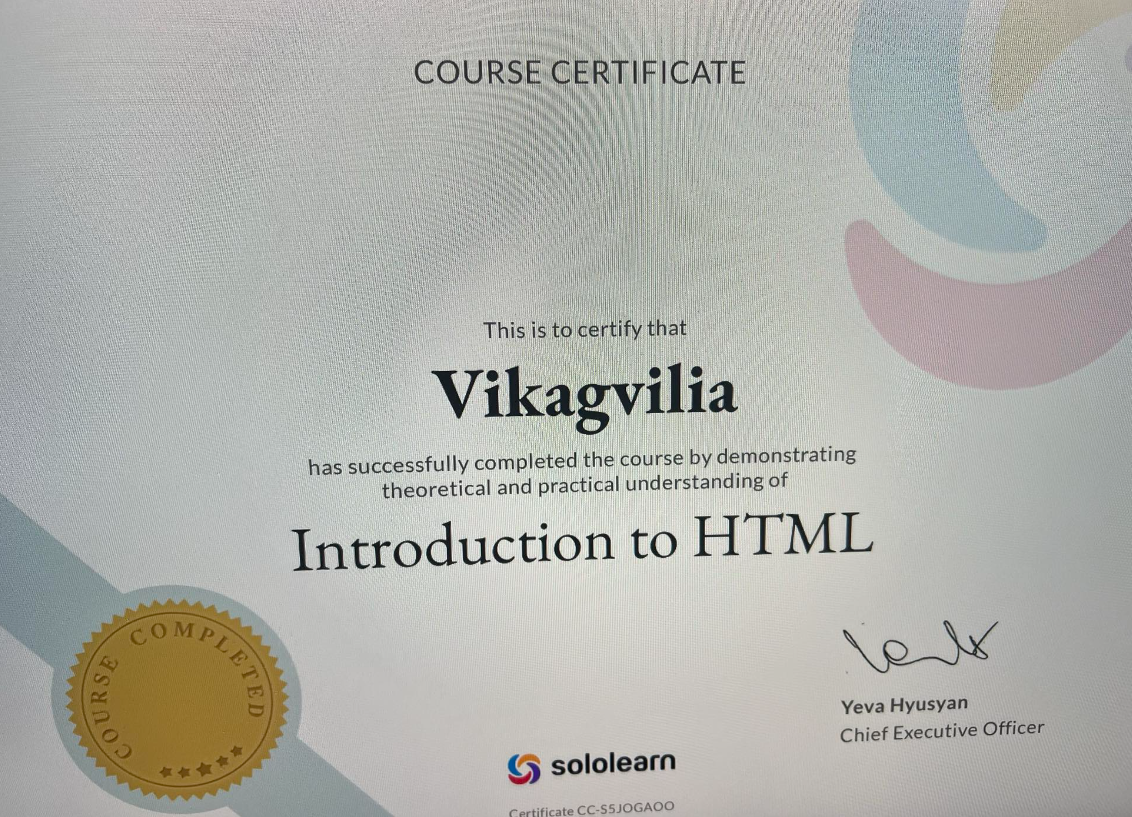 COURSE CERTIFICATE
This is to certify that
Vikagvilia
has successfully completed the course by demonstrating
theoretical and practical understanding of
Introduction to HTML
COURSE COMPLETED
Yeva Hyusyan
Chief Executive Officer
sololearn
Certificate CC-S5JOGAOO